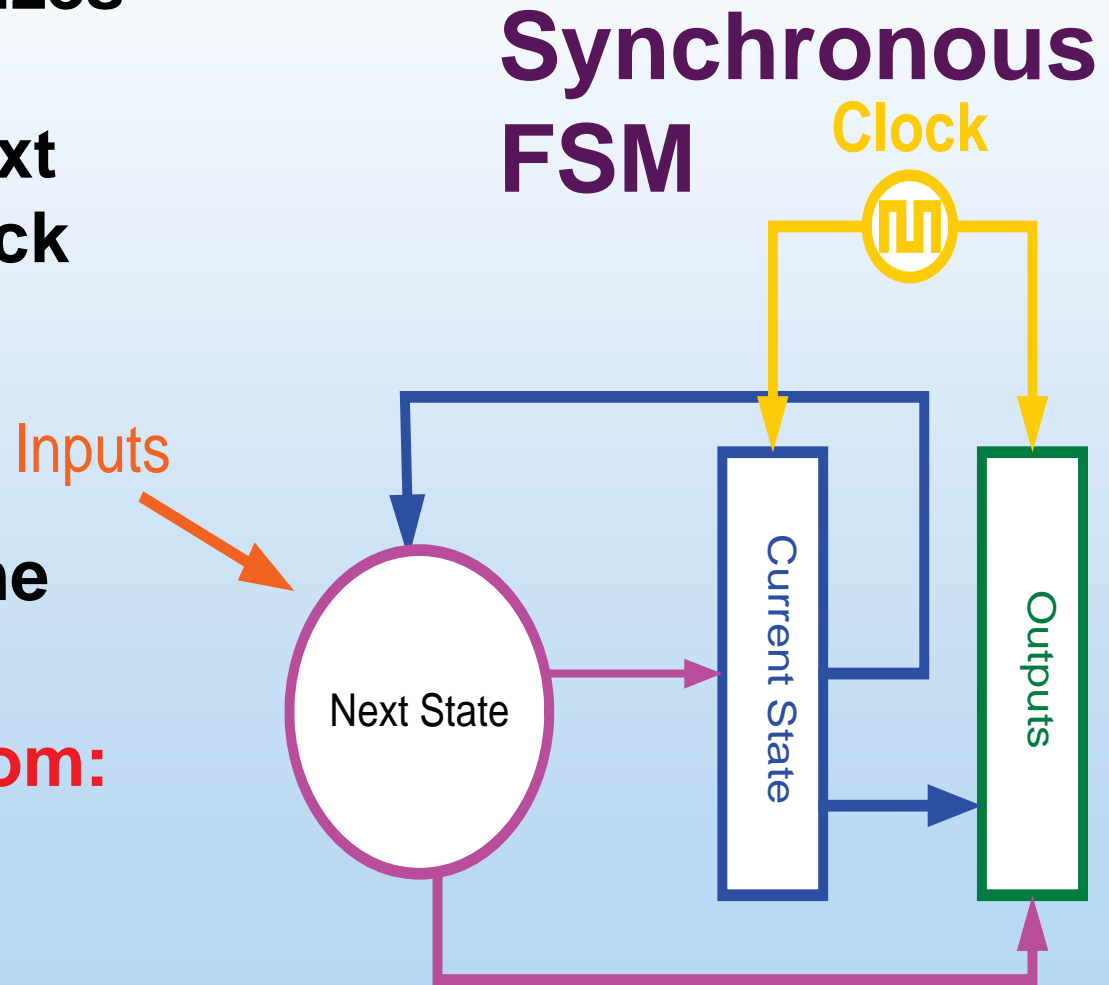 Synchronous
FSM
Clock
Inputs
Next State
Current State
Outputs